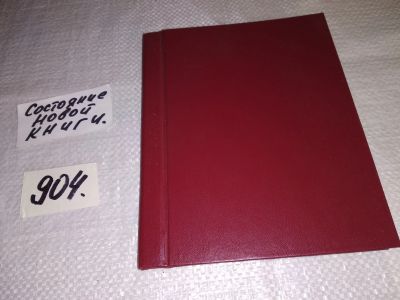 Состояние
новой
книги.
904.